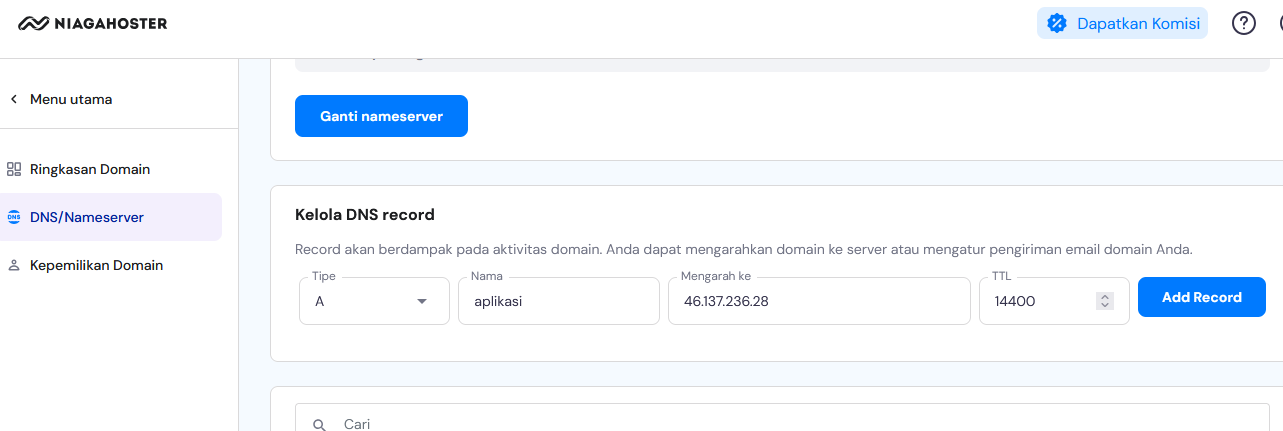 NIAGAHOSTER
Dapatkan Komisi
?
Menu utama
Ganti nameserver
Ringkasan Domain
DNS DNS/Nameserver
Kepemilikan Domain
Kelola DNS record
Record akan berdampak pada aktivitas domain. Anda dapat mengarahkan domain ke server atau mengatur pengiriman email domain Anda.
Tipe Nama Mengarah ke TTL
A aplikasi 46.137.236.28 14400 Add Record
Cari